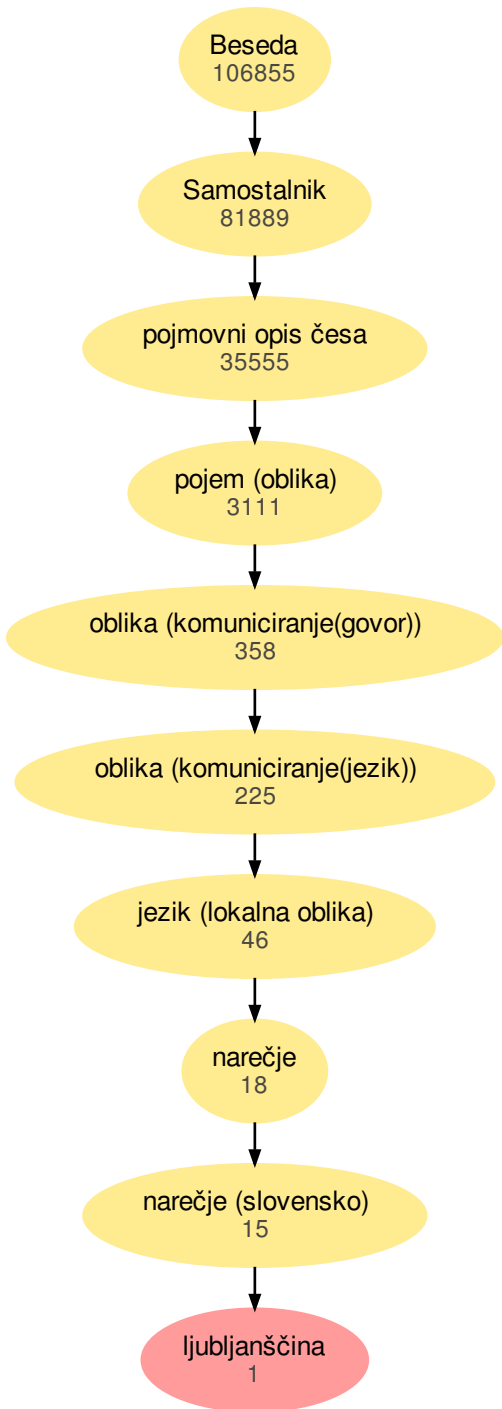 Beseda
106855
Samostalnik
81889
pojmovni opis česa
35555
pojem (oblika)
3111
oblika (komuniciranje(govor))
358
oblika (komuniciranje(jezik))
225
jezik (lokalna oblika)
46
narečje
18
narečje (slovensko)
15
ljubljanščina
1